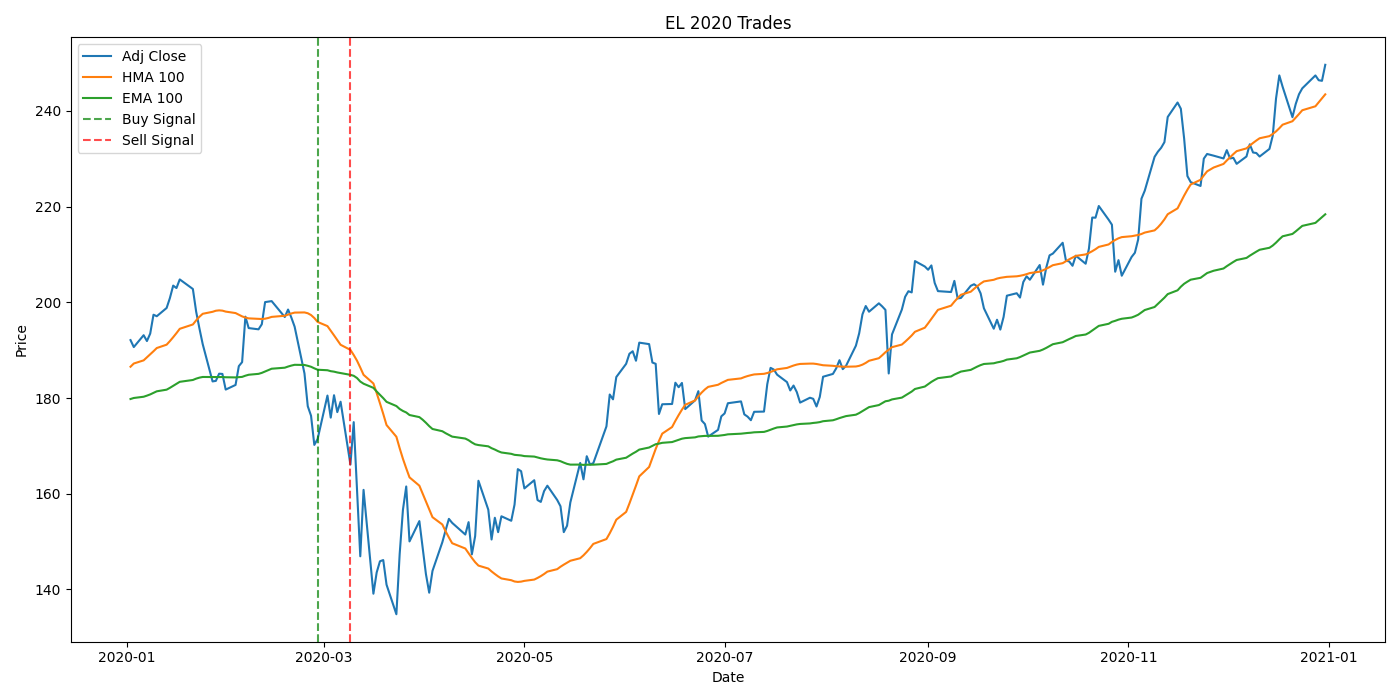 EL 2020 Trades
Adj Close
HMA 100
EMA 100
Buy Signal
Sell Signal
Price
240
220
200
180
160
140
2020-01 2020-03 2020-05 2020-07 2020-09 2020-11 2021-01
Date